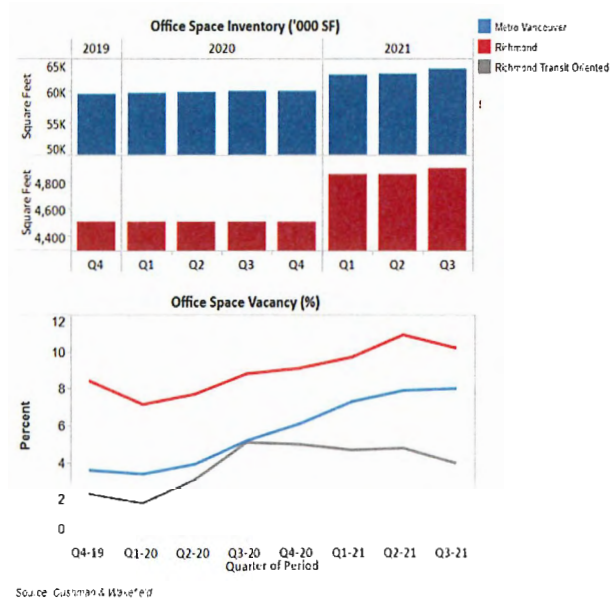 Office Space Inventory ('000 SF)
Metro Vancouver
Richmond
Richmond Transit Oriented
2019 2020 2021
Square Feet
65K
60K
55K
50K
Square Feet
4,800
4,600
4,400
Q4 Q1 Q2 Q3 Q4 Q1 Q2 Q3
Office Space Vacancy (%)
Percent
12
10
8
6
4
2
0
Q4-19 Q1-20 Q2-20 Q3-20 Q4-20 Q1-21 Q2-21 Q3-21
Quarter of Period
Source: Cushman & Wakefield